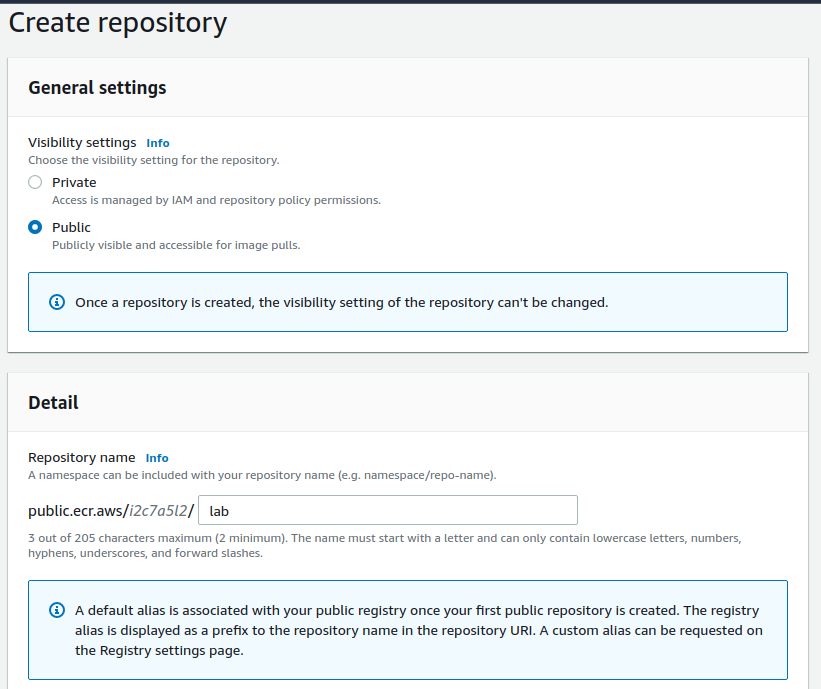 Create repository
General settings
Visibility settings Info
Choose the visibility setting for the repository.
Private
Access is managed by IAM and repository policy permissions.
Public
Publicly visible and accessible for image pulls.
Once a repository is created, the visibility setting of the repository can't be changed.
Detail
Repository name Info
A namespace can be included with your repository name (e.g. namespace/repo-name).
public.ecr.aws/i2c7a5l2/ lab
3 out of 205 characters maximum (2 minimum). The name must start with a letter and can only contain lowercase letters, numbers,
hyphens, underscores, and forward slashes.
A default alias is associated with your public registry once your first public repository is created. The registry
alias is displayed as a prefix to the repository name in the repository URI. A custom alias can be requested on
the Registry settings page.